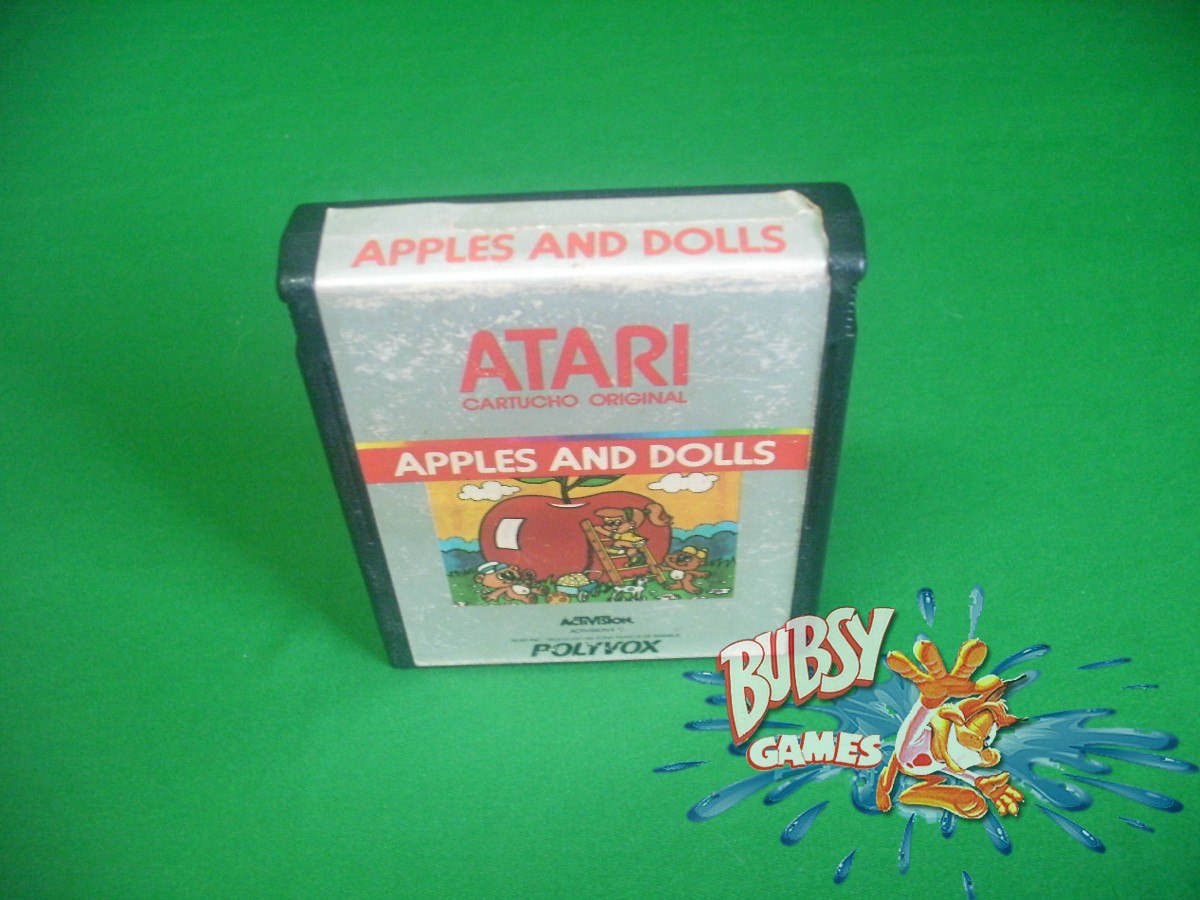 APPLES AND DOLLS
ATARI
CARTUCHO ORIGINAL
APPLES AND DOLLS
ACTIVISION
POLYVOX
BUBSY
GAMES